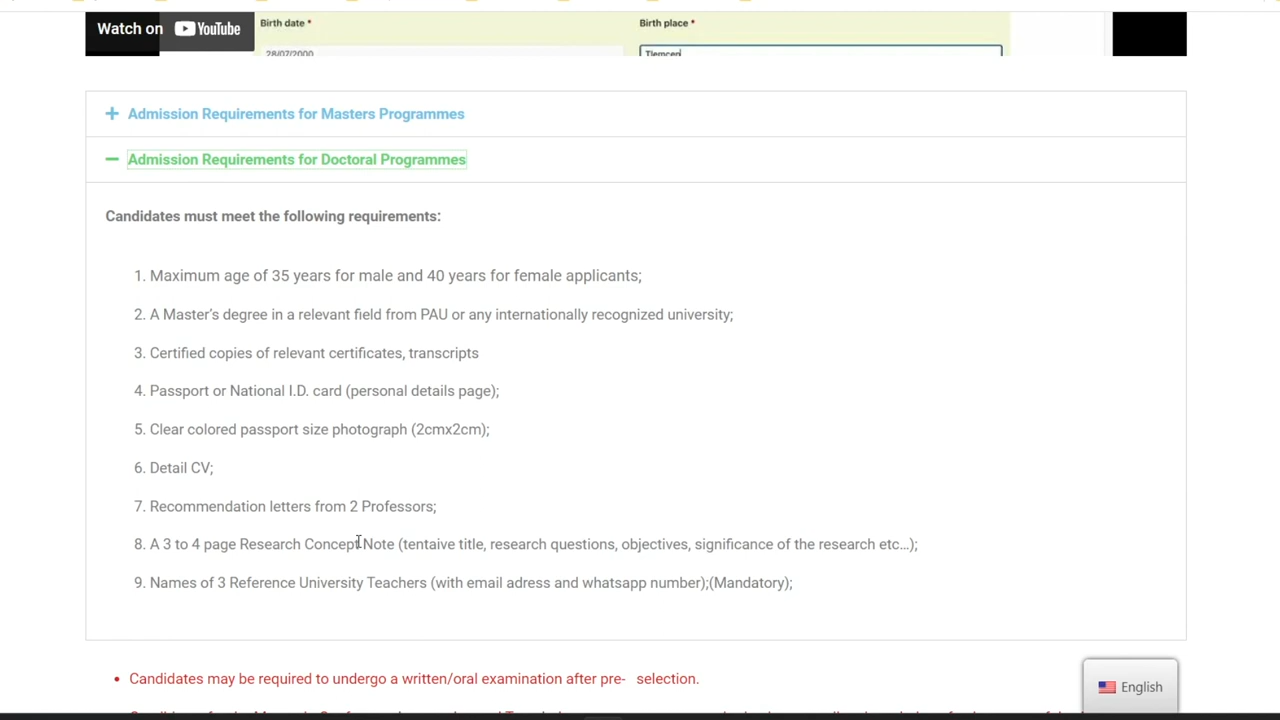 Watch on YouTube
Birth date *
Birth place *
28/07/2000
Tlemcen
Admission Requirements for Masters Programmes
Admission Requirements for Doctoral Programmes
Candidates must meet the following requirements:
1. Maximum age of 35 years for male and 40 years for female applicants;
2. A Master's degree in a relevant field from PAU or any internationally recognized university;
3. Certified copies of relevant certificates, transcripts
4. Passport or National I.D. card (personal details page);
5. Clear colored passport size photograph (2cmx2cm);
6. Detail CV;
7. Recommendation letters from 2 Professors;
8. A 3 to 4 page Research Concept Note (tentaive title, research questions, objectives, significance of the research etc…);
9. Names of 3 Reference University Teachers (with email adress and whatsapp number);(Mandatory);
• Candidates may be required to undergo a written/oral examination after pre- selection.
English